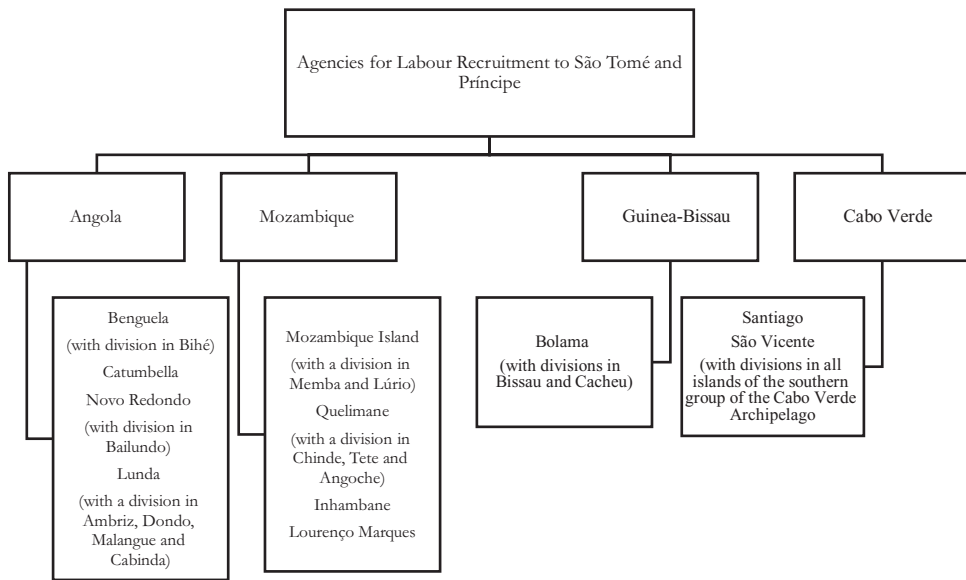 Agencies for Labour Recruitment to São Tomé and
Príncipe
Angola
Mozambique
Guinea-Bissau
Cabo Verde
Benguela
(with division in Bihé)
Catumbella
Novo Redondo
(with division in
Bailundo)
Lunda
(with a division in
Ambriz, Dondo,
Malangue and
Cabinda)
Mozambique Island
(with a division in
Memba and Lúrio)
Quelimane
(with a division in
Chinde, Tete and
Angoche)
Inhambane
Lourenço Marques
Bolama
(with divisions in
Bissau and Cacheu)
Santiago
São Vicente
(with divisions in all
islands of the southern
group of the Cabo Verde
Archipelago